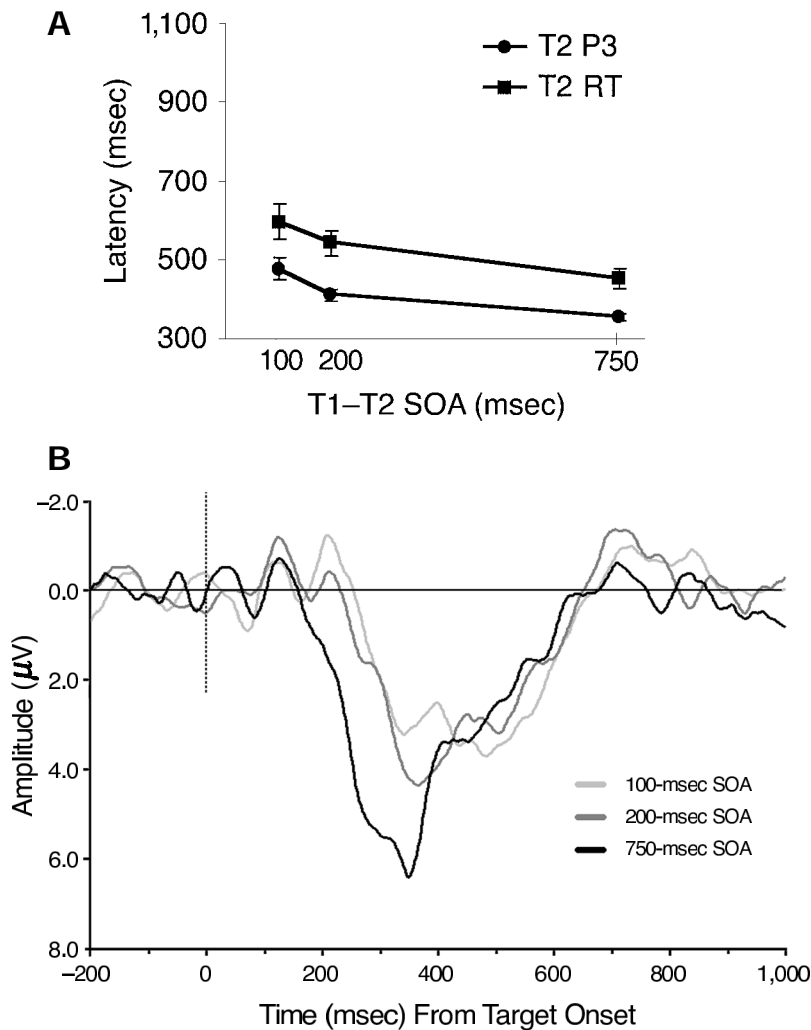 A
1,100
900
700
500
300
Latency (msec)
T2 P3
T2 RT
100 200 750
T1–T2 SOA (msec)
B
−2.0
0.0
2.0
4.0
6.0
8.0
Amplitude (μV)
100-msec SOA
200-msec SOA
750-msec SOA
−200 0 200 400 600 800 1,000
Time (msec) From Target Onset